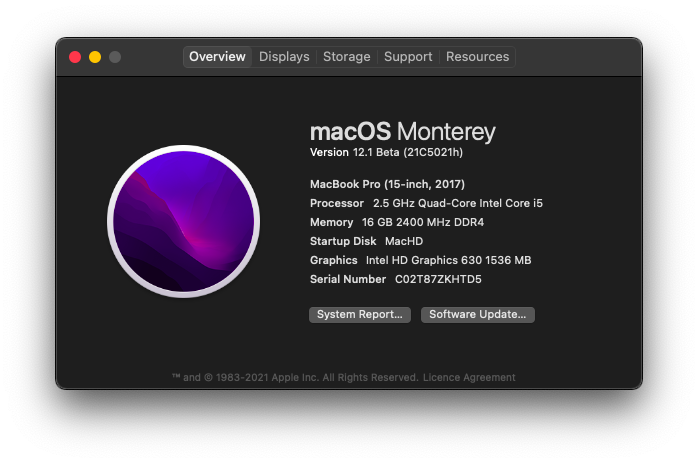 Overview Displays Storage Support Resources
macOS Monterey
Version 12.1 Beta (21C5021h)
MacBook Pro (15-inch, 2017)
Processor 2.5 GHz Quad-Core Intel Core i5
Memory 16 GB 2400 MHz DDR4
Startup Disk MacHD
Graphics Intel HD Graphics 630 1536 MB
Serial Number C02T87ZKHTD5
System Report... Software Update...
™ and © 1983-2021 Apple Inc. All Rights Reserved. Licence Agreement